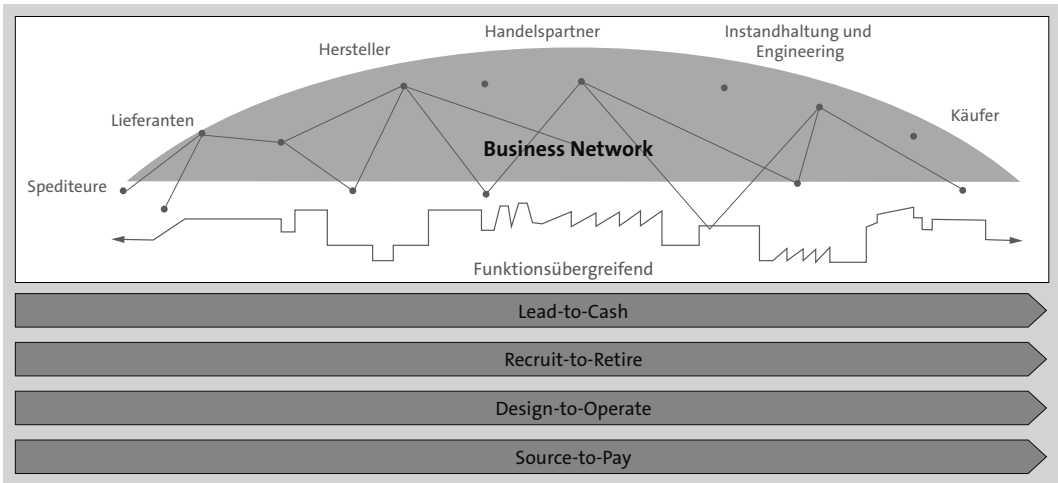 Handelspartner
Instandhaltung und
Engineering
Hersteller
Käufer
Lieferanten
Business Network
Spediteure
Funktionsübergreifend
Lead-to-Cash
Recruit-to-Retire
Design-to-Operate
Source-to-Pay